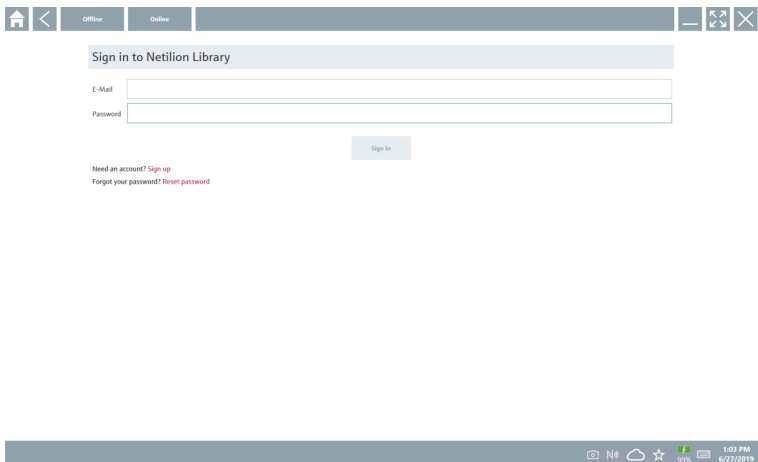 Offline Online
Sign in to Netilion Library
E-Mail
Password
Sign in
Need an account? Sign up
Forgot your password? Reset password
99%
1:03 PM
6/27/2019